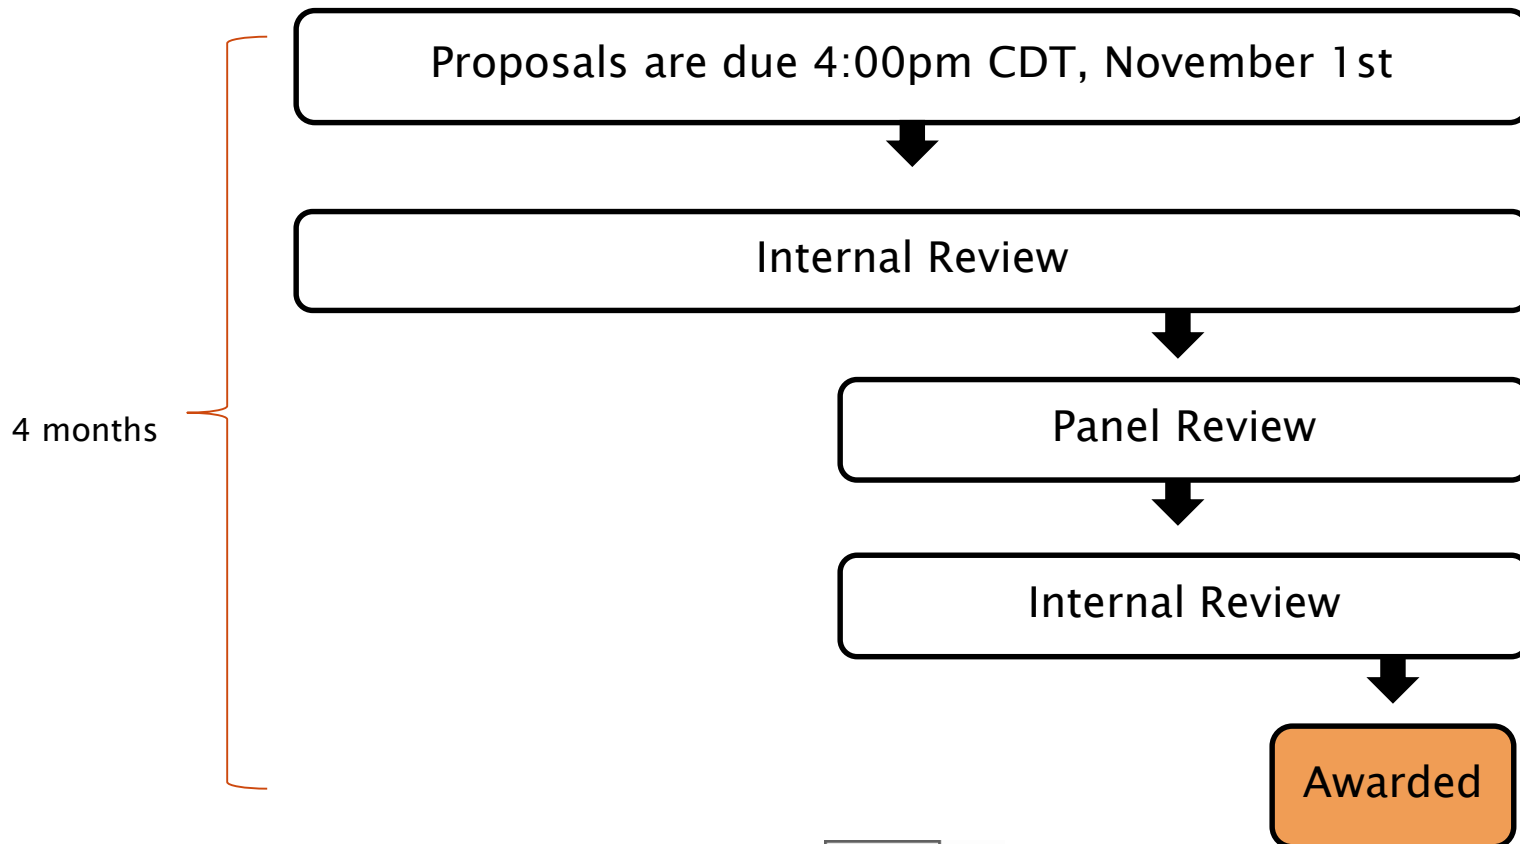 Proposals are due 4:00pm CDT, November 1st
Internal Review
Panel Review
4 months
Internal Review
Awarded